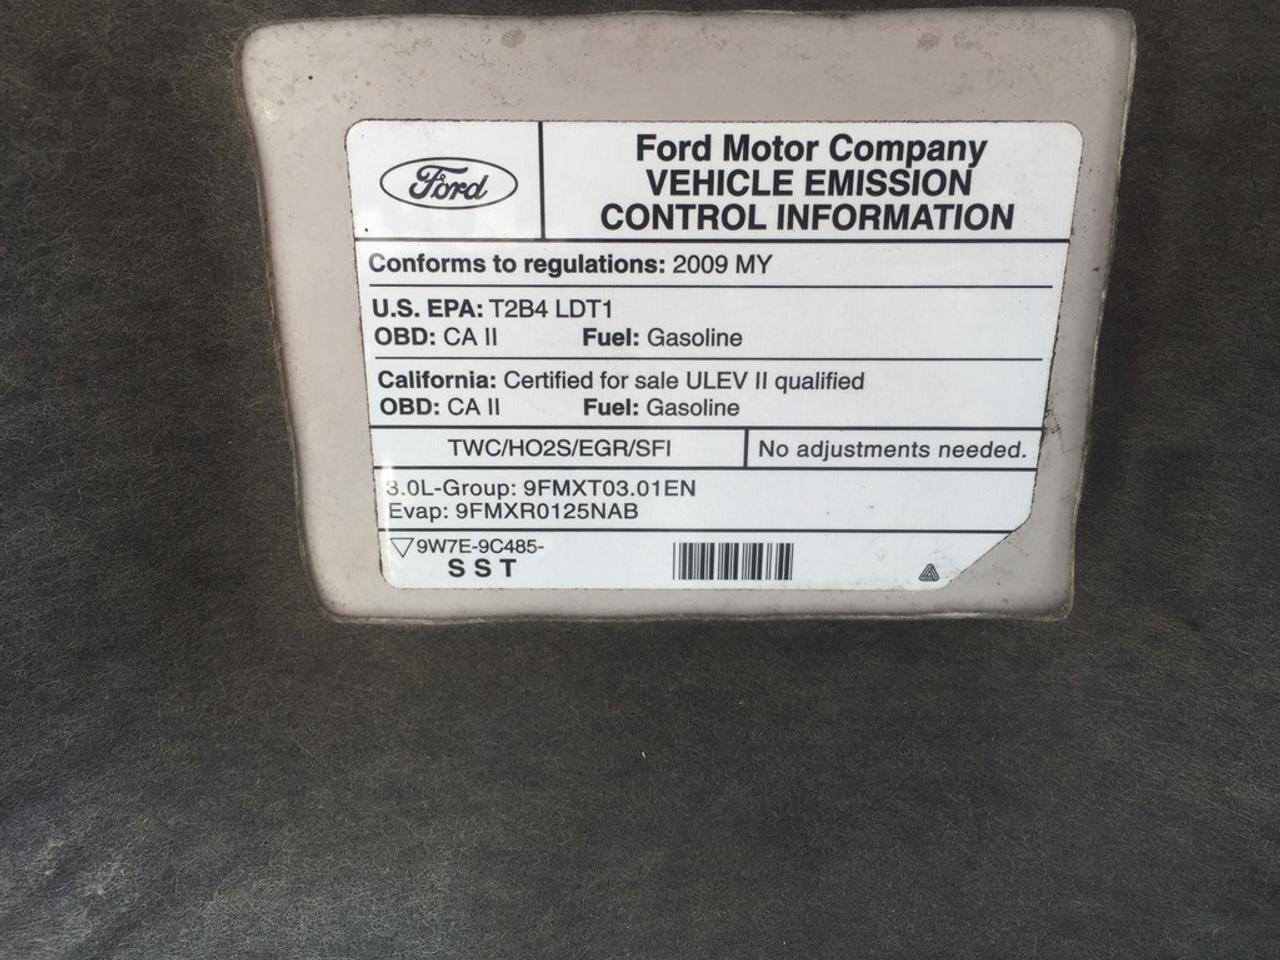 Ford
Ford Motor Company
VEHICLE EMISSION
CONTROL INFORMATION
Conforms to regulations: 2009 MY
U.S. EPA: T2B4 LDT1
OBD: CA II Fuel: Gasoline
California: Certified for sale ULEV II qualified
OBD: CA II Fuel: Gasoline
TWC/HO2S/EGR/SFI No adjustments needed.
3.0L-Group: 9FMXT03.01EN
Evap: 9FMXR0125NAB
9W7E-9C485-
SST